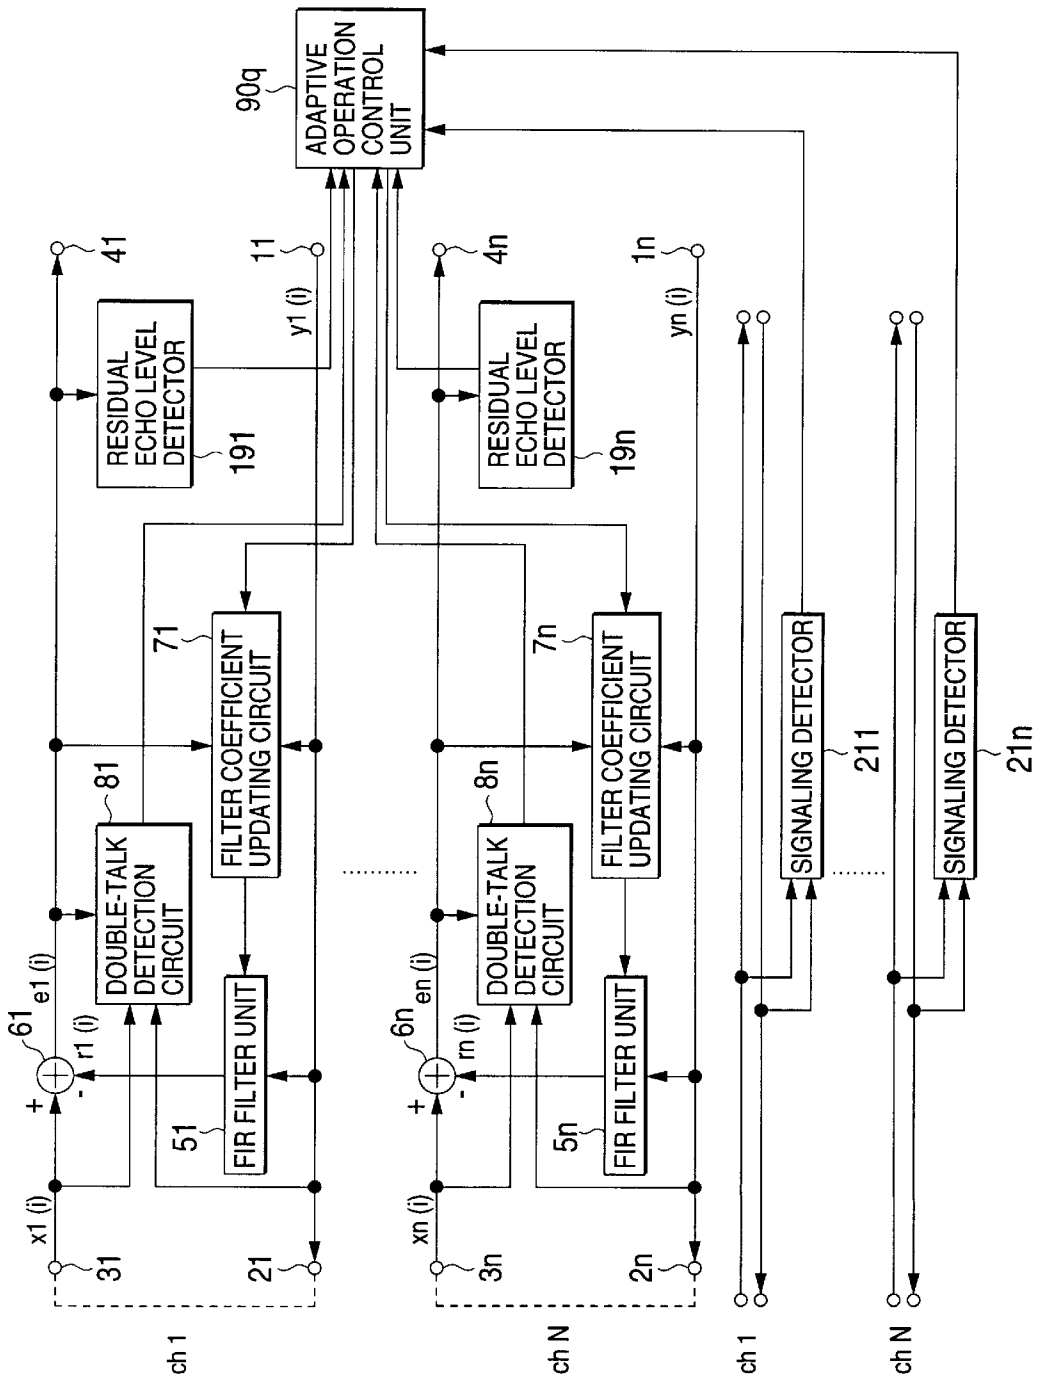 ch 1
x1 (i)
31
+
-
61
r1 (i)
e1 (i)
DOUBLE-TALK
DETECTION
CIRCUIT
81
RESIDUAL
ECHO LEVEL
DETECTOR
191
41
21
51
FIR FILTER UNIT
FILTER COEFFICIENT
UPDATING CIRCUIT
71
y1 (i)
11
90q
ADAPTIVE
OPERATION
CONTROL
UNIT
ch N
xn (i)
3n
+
-
6n
rn (i)
en (i)
DOUBLE-TALK
DETECTION
CIRCUIT
8n
RESIDUAL
ECHO LEVEL
DETECTOR
19n
4n
2n
5n
FIR FILTER UNIT
FILTER COEFFICIENT
UPDATING CIRCUIT
7n
yn (i)
1n
ch 1
SIGNALING DETECTOR
211
ch N
SIGNALING DETECTOR
21n